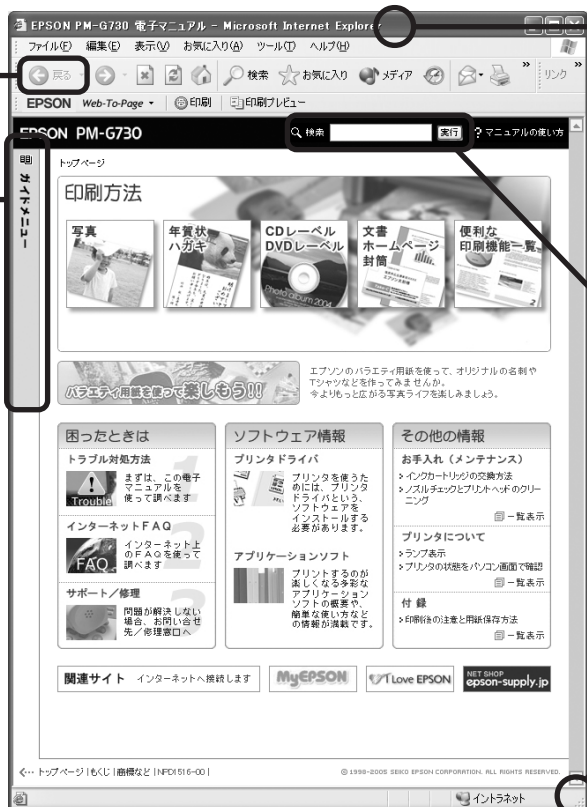 EPSON PM-G730 電子マニュアル - Microsoft Internet Explorer
ファイル(F) 編集(E) 表示(V) お気に入り(A) ツール(T) ヘルプ(H)
戻る 検索 お気に入り メディア » リンク »
EPSON Web-To-Page 印刷 印刷プレビュー
EPSON PM-G730 検索 実行 ? マニュアルの使い方
ガイドメニュー
トップページ
印刷方法
写真
年賀状
ハガキ
CDレーベル
DVDレーベル
Photo album 2004
文書
ホームページ
封筒
便利な
印刷機能一覧
バラエティ用紙を使って楽しもう!!
エプソンのバラエティ用紙を使って、オリジナルの名刺や
Tシャツなどを作ってみませんか。
今よりもっと広がる写真ライフを楽しみましょう。
困ったときは
トラブル対処方法
1
Trouble
まずは、この電子
マニュアルを
使って調べます
インターネットFAQ
2
FAQ
インターネット上
のFAQを使って
調べます
サポート/修理
3
問題が解決しない
場合、お問い合せ
先/修理窓口へ
ソフトウェア情報
プリンタドライバ
プリンタを使うた
めには、プリンタ
ドライバという、
ソフトウェアを
インストールする
必要があります。
アプリケーションソフト
プリントするのが
楽しくなる多彩な
アプリケーション
ソフトの概要や、
簡単な使い方など
の情報が満載です。
その他の情報
お手入れ(メンテナンス)
>インクカートリッジの交換方法
>ノズルチェックとプリントヘッドのクリー
ニング
一覧表示
プリンタについて
>ランプ表示
>プリンタの状態をパソコン画面で確認
一覧表示
付 録
>印刷後の注意と用紙保存方法
一覧表示
関連サイト インターネットへ接続します MyEPSON I Love EPSON NET SHOP
epson-supply.jp
トップページ |もくじ |商標など |NPD1516-00 | © 1998-2005 SEIKO EPSON CORPORATION. ALL RIGHTS RESERVED.
イントラネット